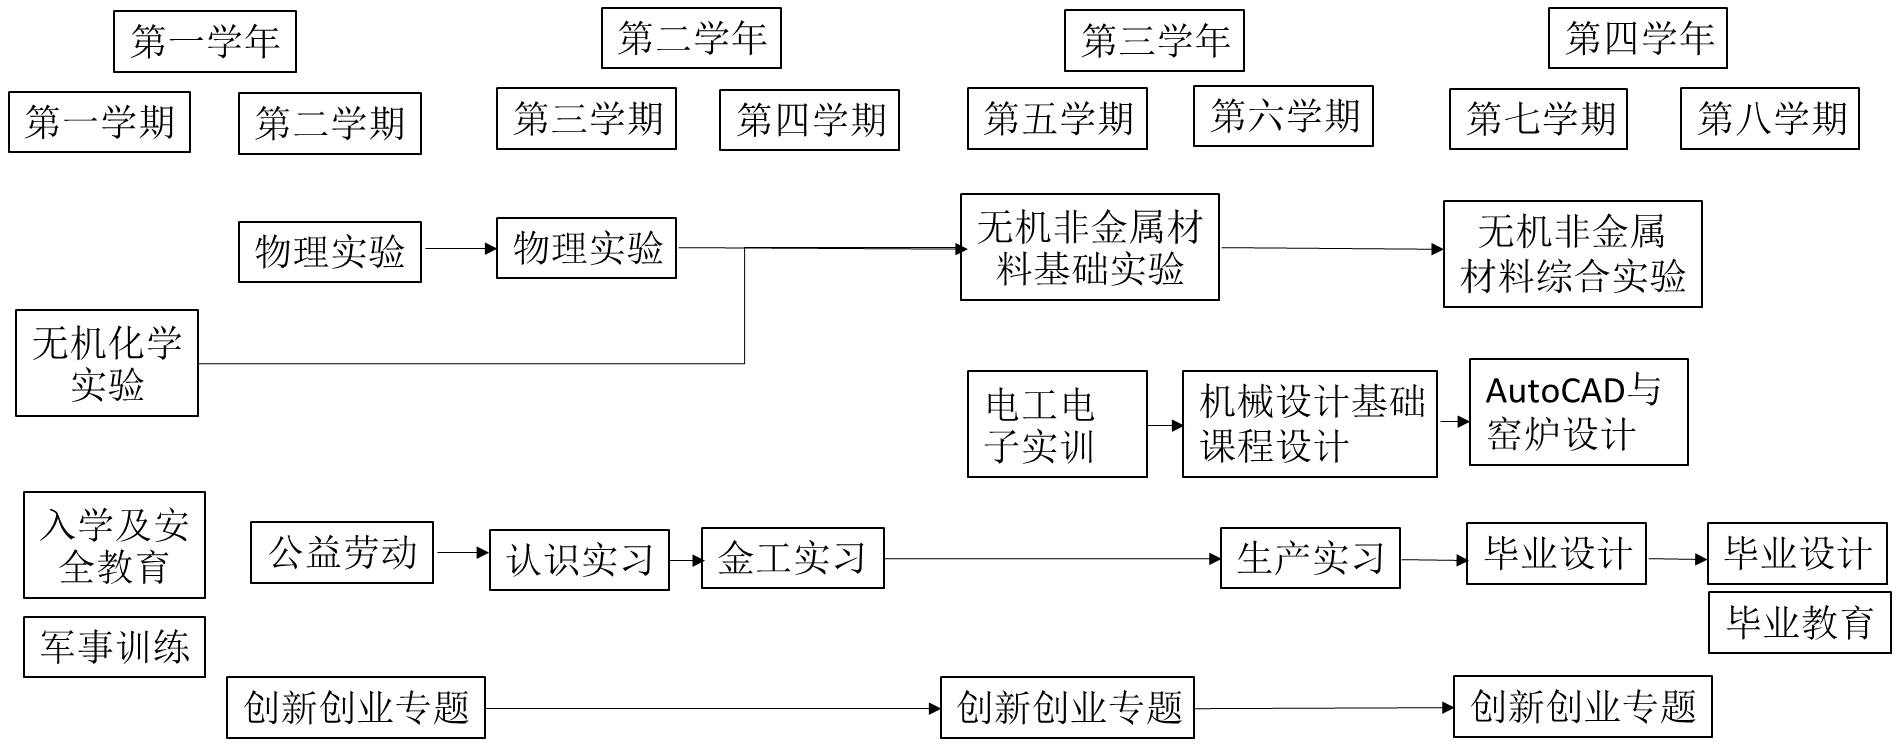 第一学年
第二学年
第三学年
第四学年
第一学期
第二学期
第三学期
第四学期
第五学期
第六学期
第七学期
第八学期
物理实验
物理实验
无机非金属材
料基础实验
无机非金属
材料综合实验
无机化学
实验
电工电
子实训
机械设计基础
课程设计
AutoCAD与
窑炉设计
入学及安
全教育
公益劳动
认识实习
金工实习
生产实习
毕业设计
毕业设计
毕业教育
军事训练
创新创业专题
创新创业专题
创新创业专题